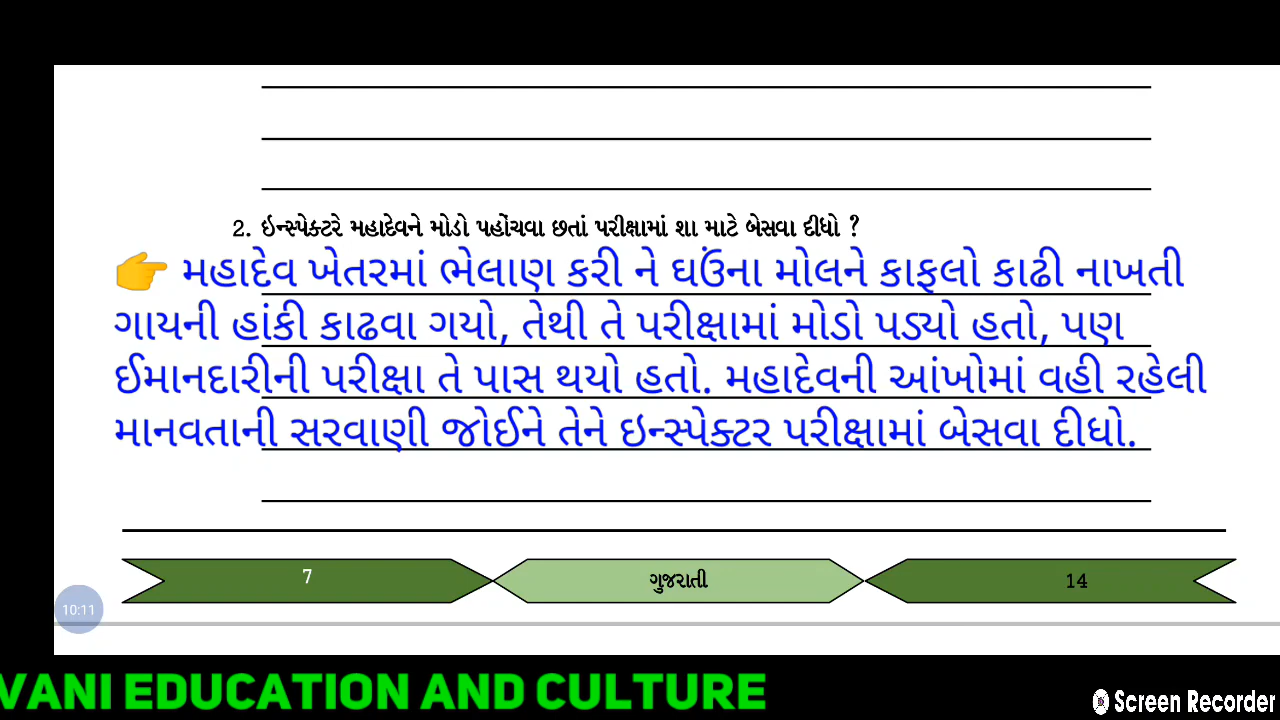 2. ઇન્સ્પેક્ટરે મહાદેવને મોડો પહોંચવા છતાં પરીક્ષામાં શા માટે બેસવા દીધો ?
👉 મહાદેવ ખેતરમાં ભેલાણ કરી ને ઘઉંના મોલને કાફલો કાઢી નાખતી
ગાયની હાંકી કાઢવા ગયો, તેથી તે પરીક્ષામાં મોડો પડ્યો હતો, પણ
ઈમાનદારીની પરીક્ષા તે પાસ થયો હતો. મહાદેવની આંખોમાં વહી રહેલી
માનવતાની સરવાણી જોઈને તેને ઇન્સ્પેક્ટર પરીક્ષામાં બેસવા દીધો.
7 ગુજરાતી 14
10:11
VANI EDUCATION AND CULTURE
Screen Recorder